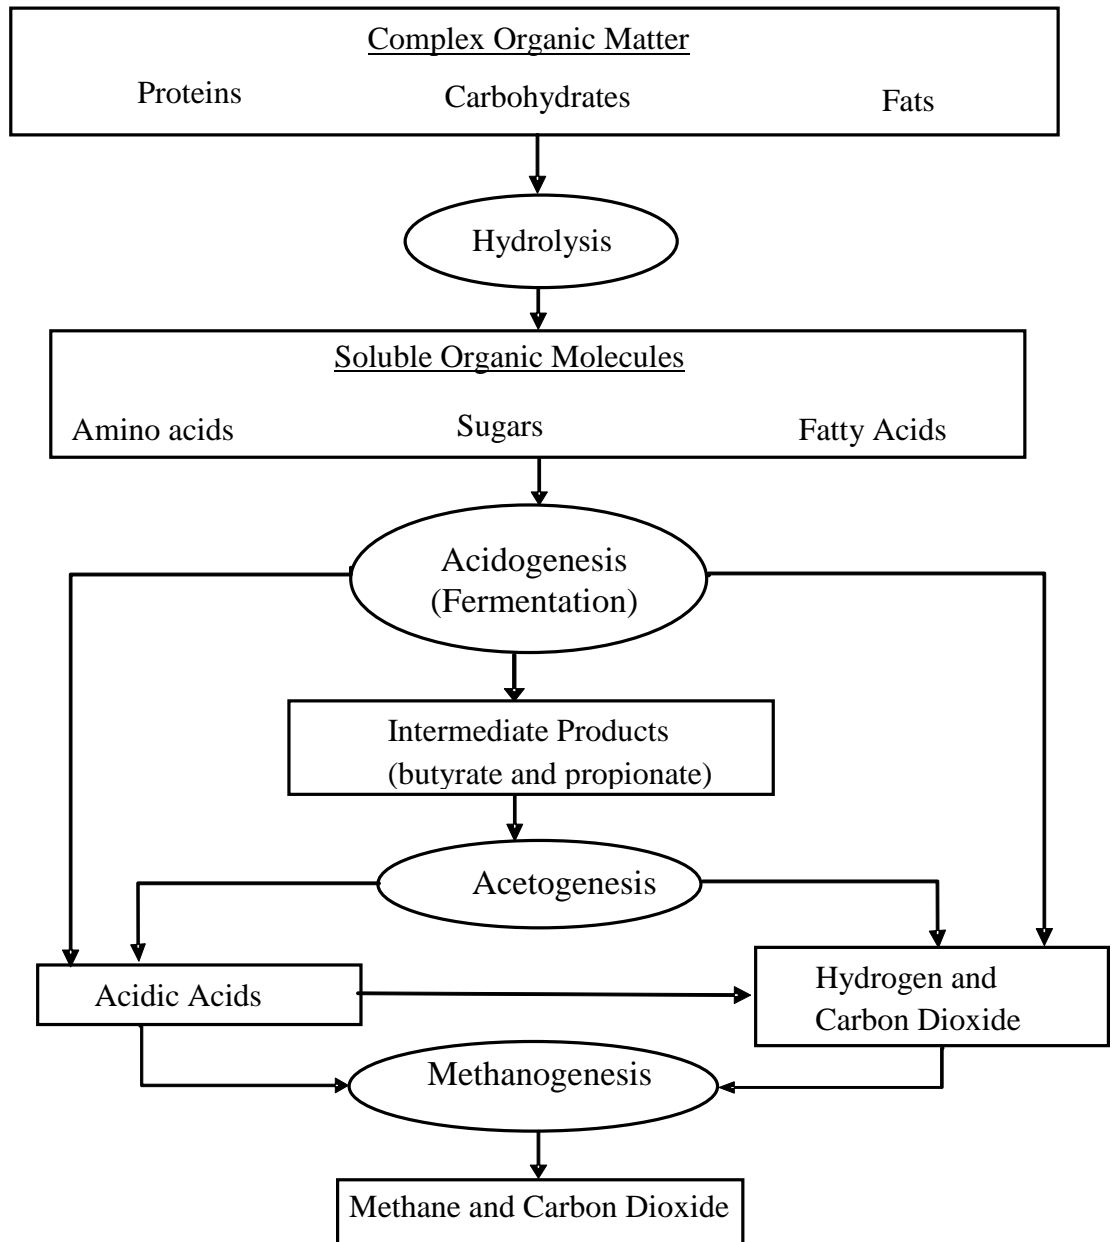 Complex Organic Matter
Proteins Carbohydrates Fats
Hydrolysis
Soluble Organic Molecules
Amino acids Sugars Fatty Acids
Acidogenesis
(Fermentation)
Intermediate Products
(butyrate and propionate)
Acetogenesis
Acidic Acids
Hydrogen and
Carbon Dioxide
Methanogenesis
Methane and Carbon Dioxide